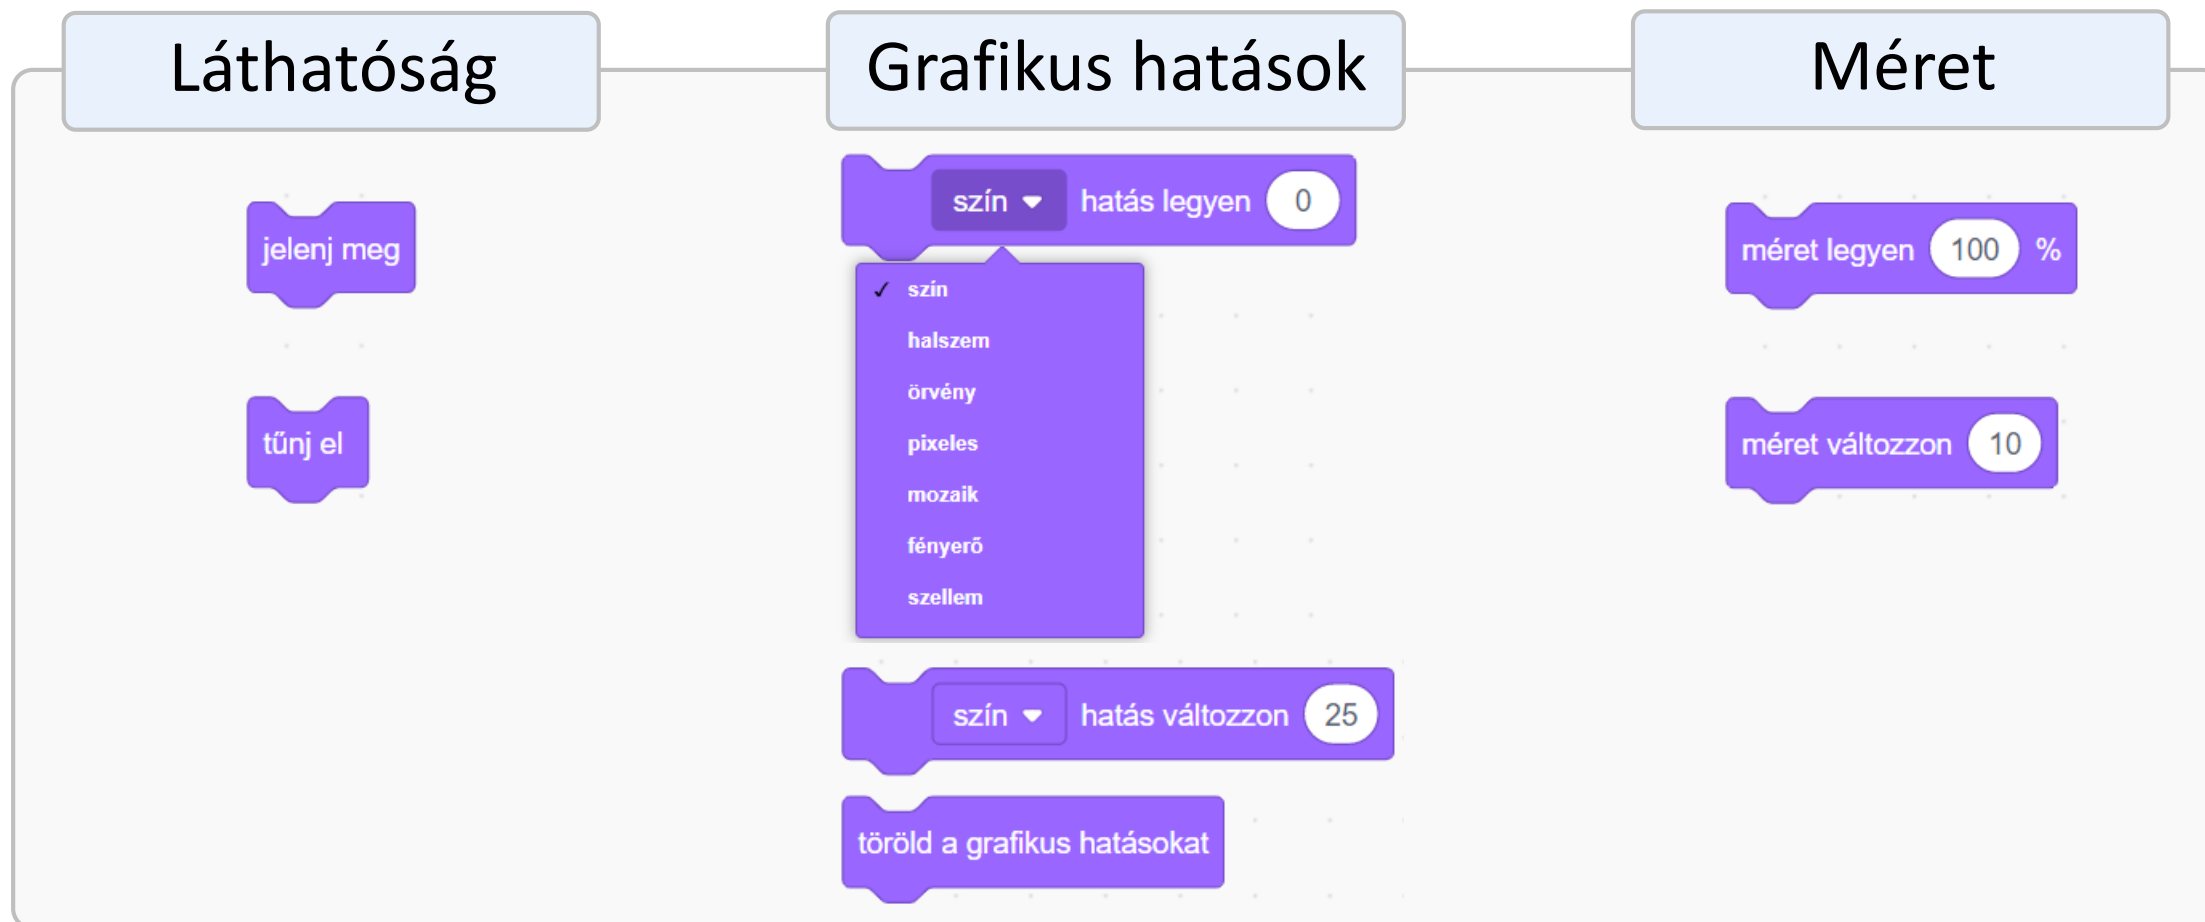 Láthatóság
jelenj meg
tűnj el
Grafikus hatások
szín hatás legyen 0
✓ szín
halszem
örvény
pixeles
mozaik
fényerő
szellem
szín hatás változzon 25
töröld a grafikus hatásokat
Méret
méret legyen 100 %
méret változzon 10